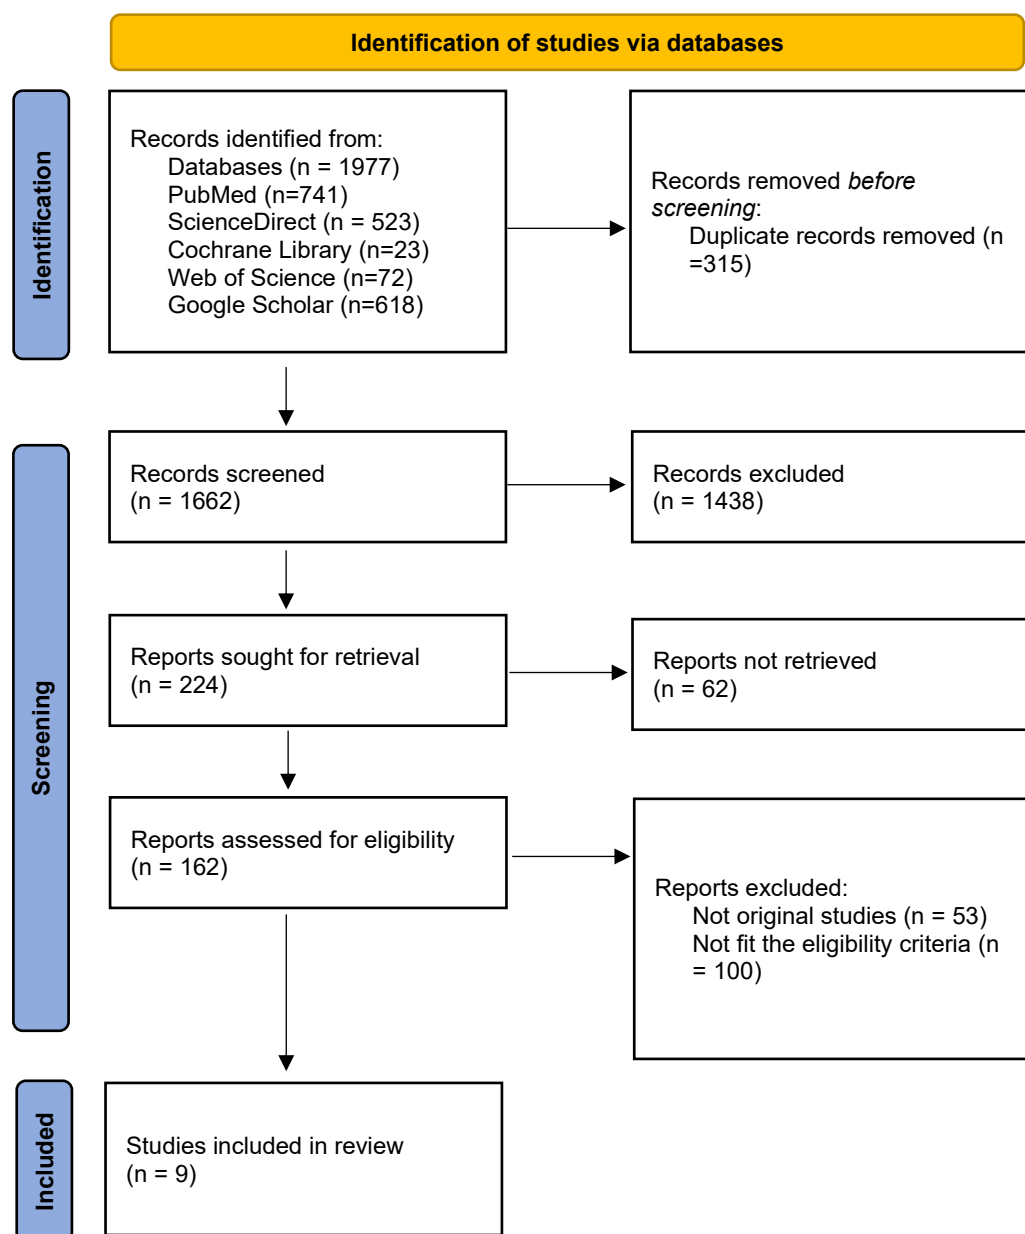 Identification of studies via databases
Identification
Records identified from:
Databases (n = 1977)
PubMed (n=741)
ScienceDirect (n = 523)
Cochrane Library (n=23)
Web of Science (n=72)
Google Scholar (n=618)
Records removed before
screening:
Duplicate records removed (n
=315)
Screening
Records screened
(n = 1662)
Records excluded
(n = 1438)
Reports sought for retrieval
(n = 224)
Reports not retrieved
(n = 62)
Reports assessed for eligibility
(n = 162)
Reports excluded:
Not original studies (n = 53)
Not fit the eligibility criteria (n
= 100)
Included
Studies included in review
(n = 9)